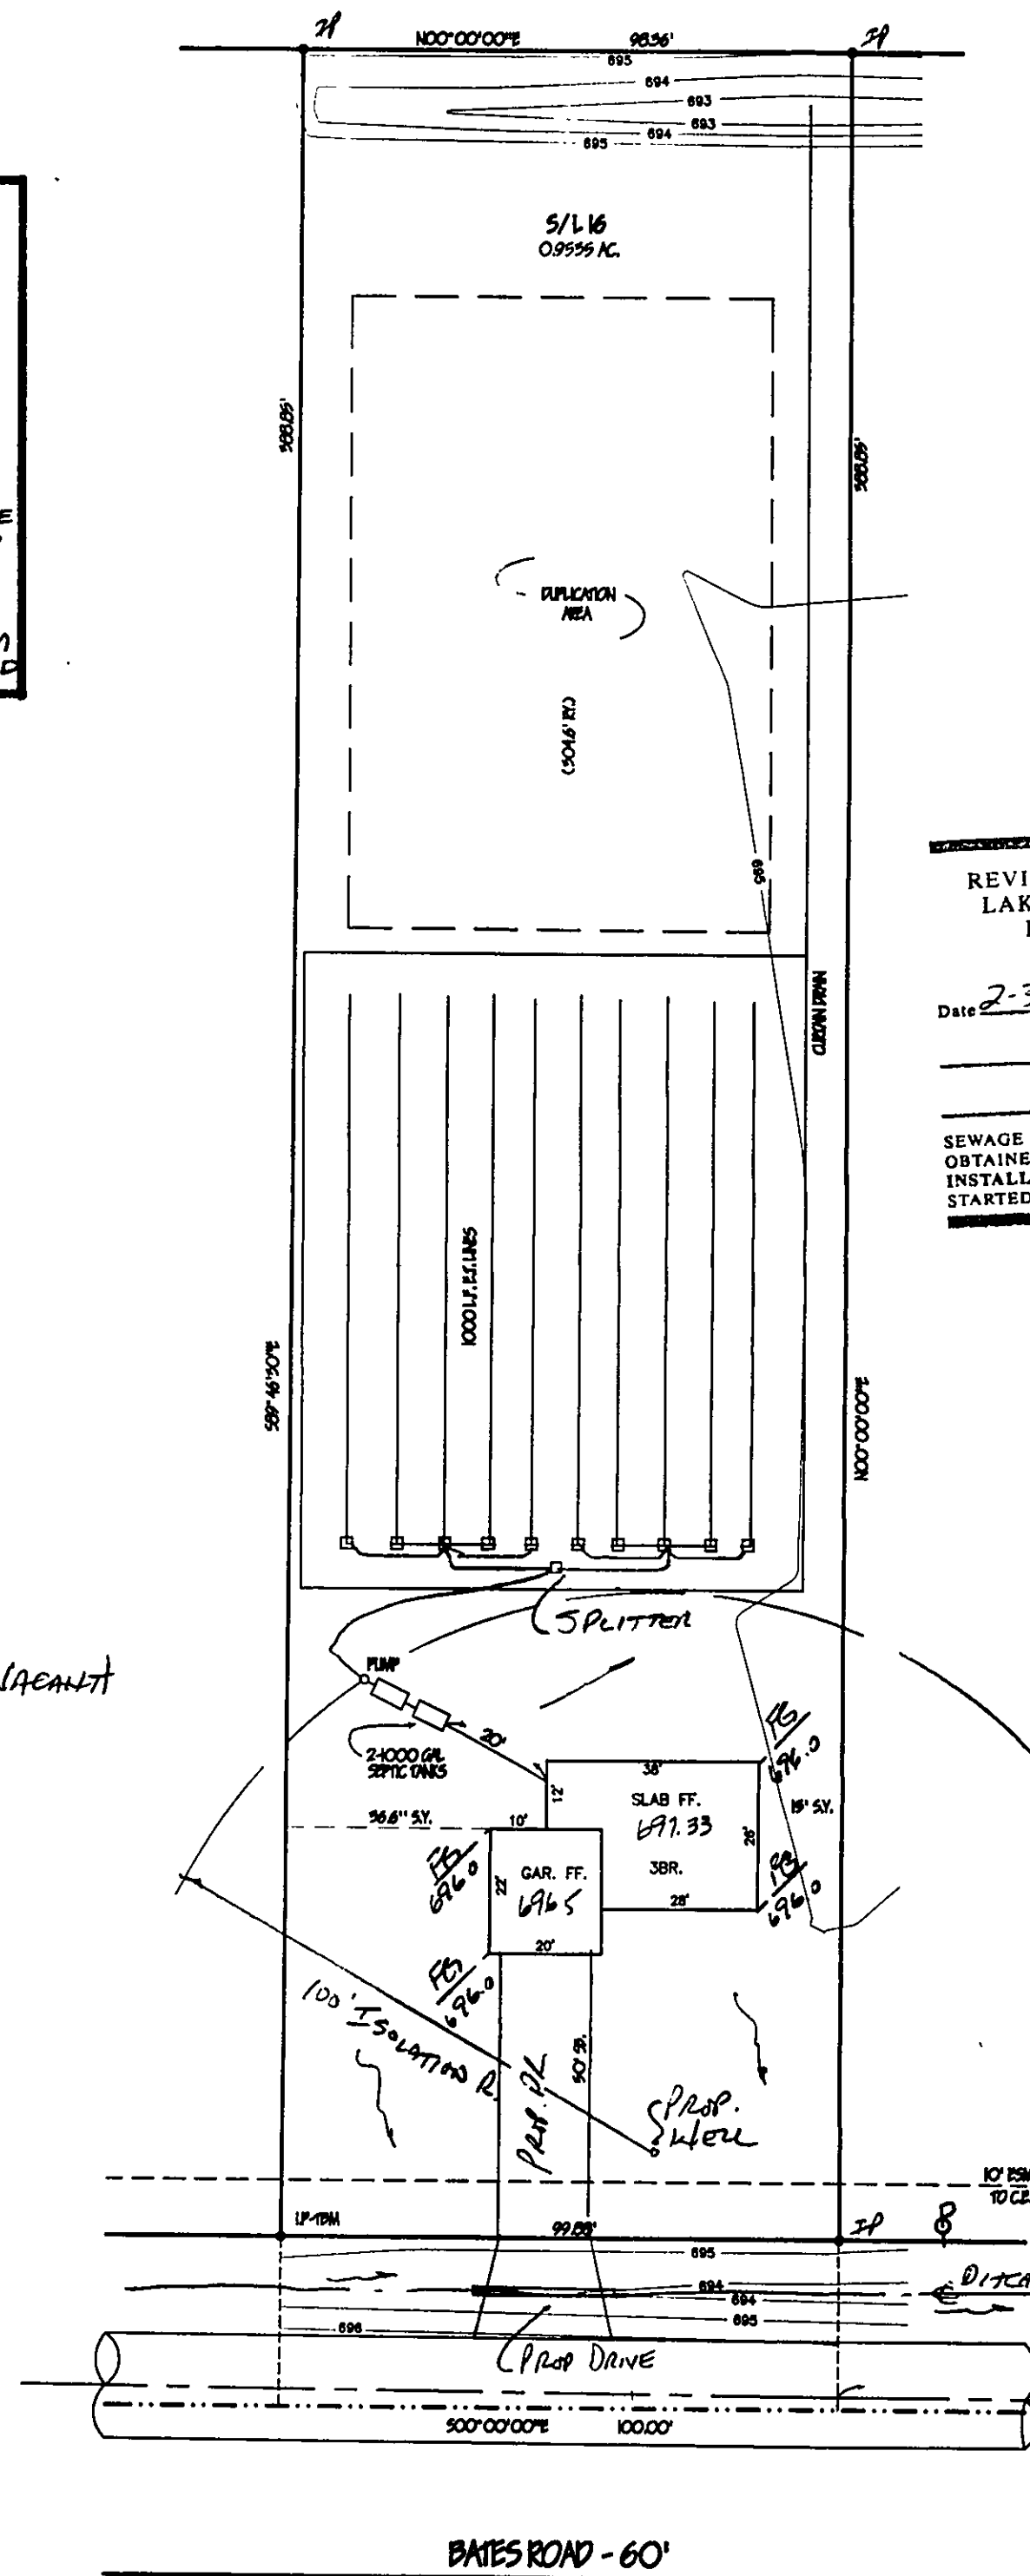 IP
N00°00'00"E 98.36'
IP
695
694
693
693
694
695
S/L 16
0.9535 AC.
388.85'
388.85'
E
D
DUPLICATION
AREA
695
CURTAIN DRAIN
REVI
LAK
Date 2-3
SEWAGE
OBTAINE
INSTALL
STARTED
1000 L.F. E.T. LINES
S89°46'30"E
N00°00'00"E
SPLITTER
VACANT
PUMP
20'
2-1000 GAL
SEPTIC TANKS
38'
FG
696.0
12'
SLAB FF.
697.33
15' S.Y.
36.6" S.Y.
10'
26'
3BR.
FG
696.0
22'
GAR. FF.
696.5
28'
FG
696.0
20'
FG
696.0
100' ISOLATION R.
PROP. DR.
50' SB.
PROP.
WELL
10' ESM
TO C.E.
I.P.-TBM
99.88'
IP
695
694
694
DITCH
695
696
PROP DRIVE
S00°00'00"E 100.00'
BATES ROAD - 60'